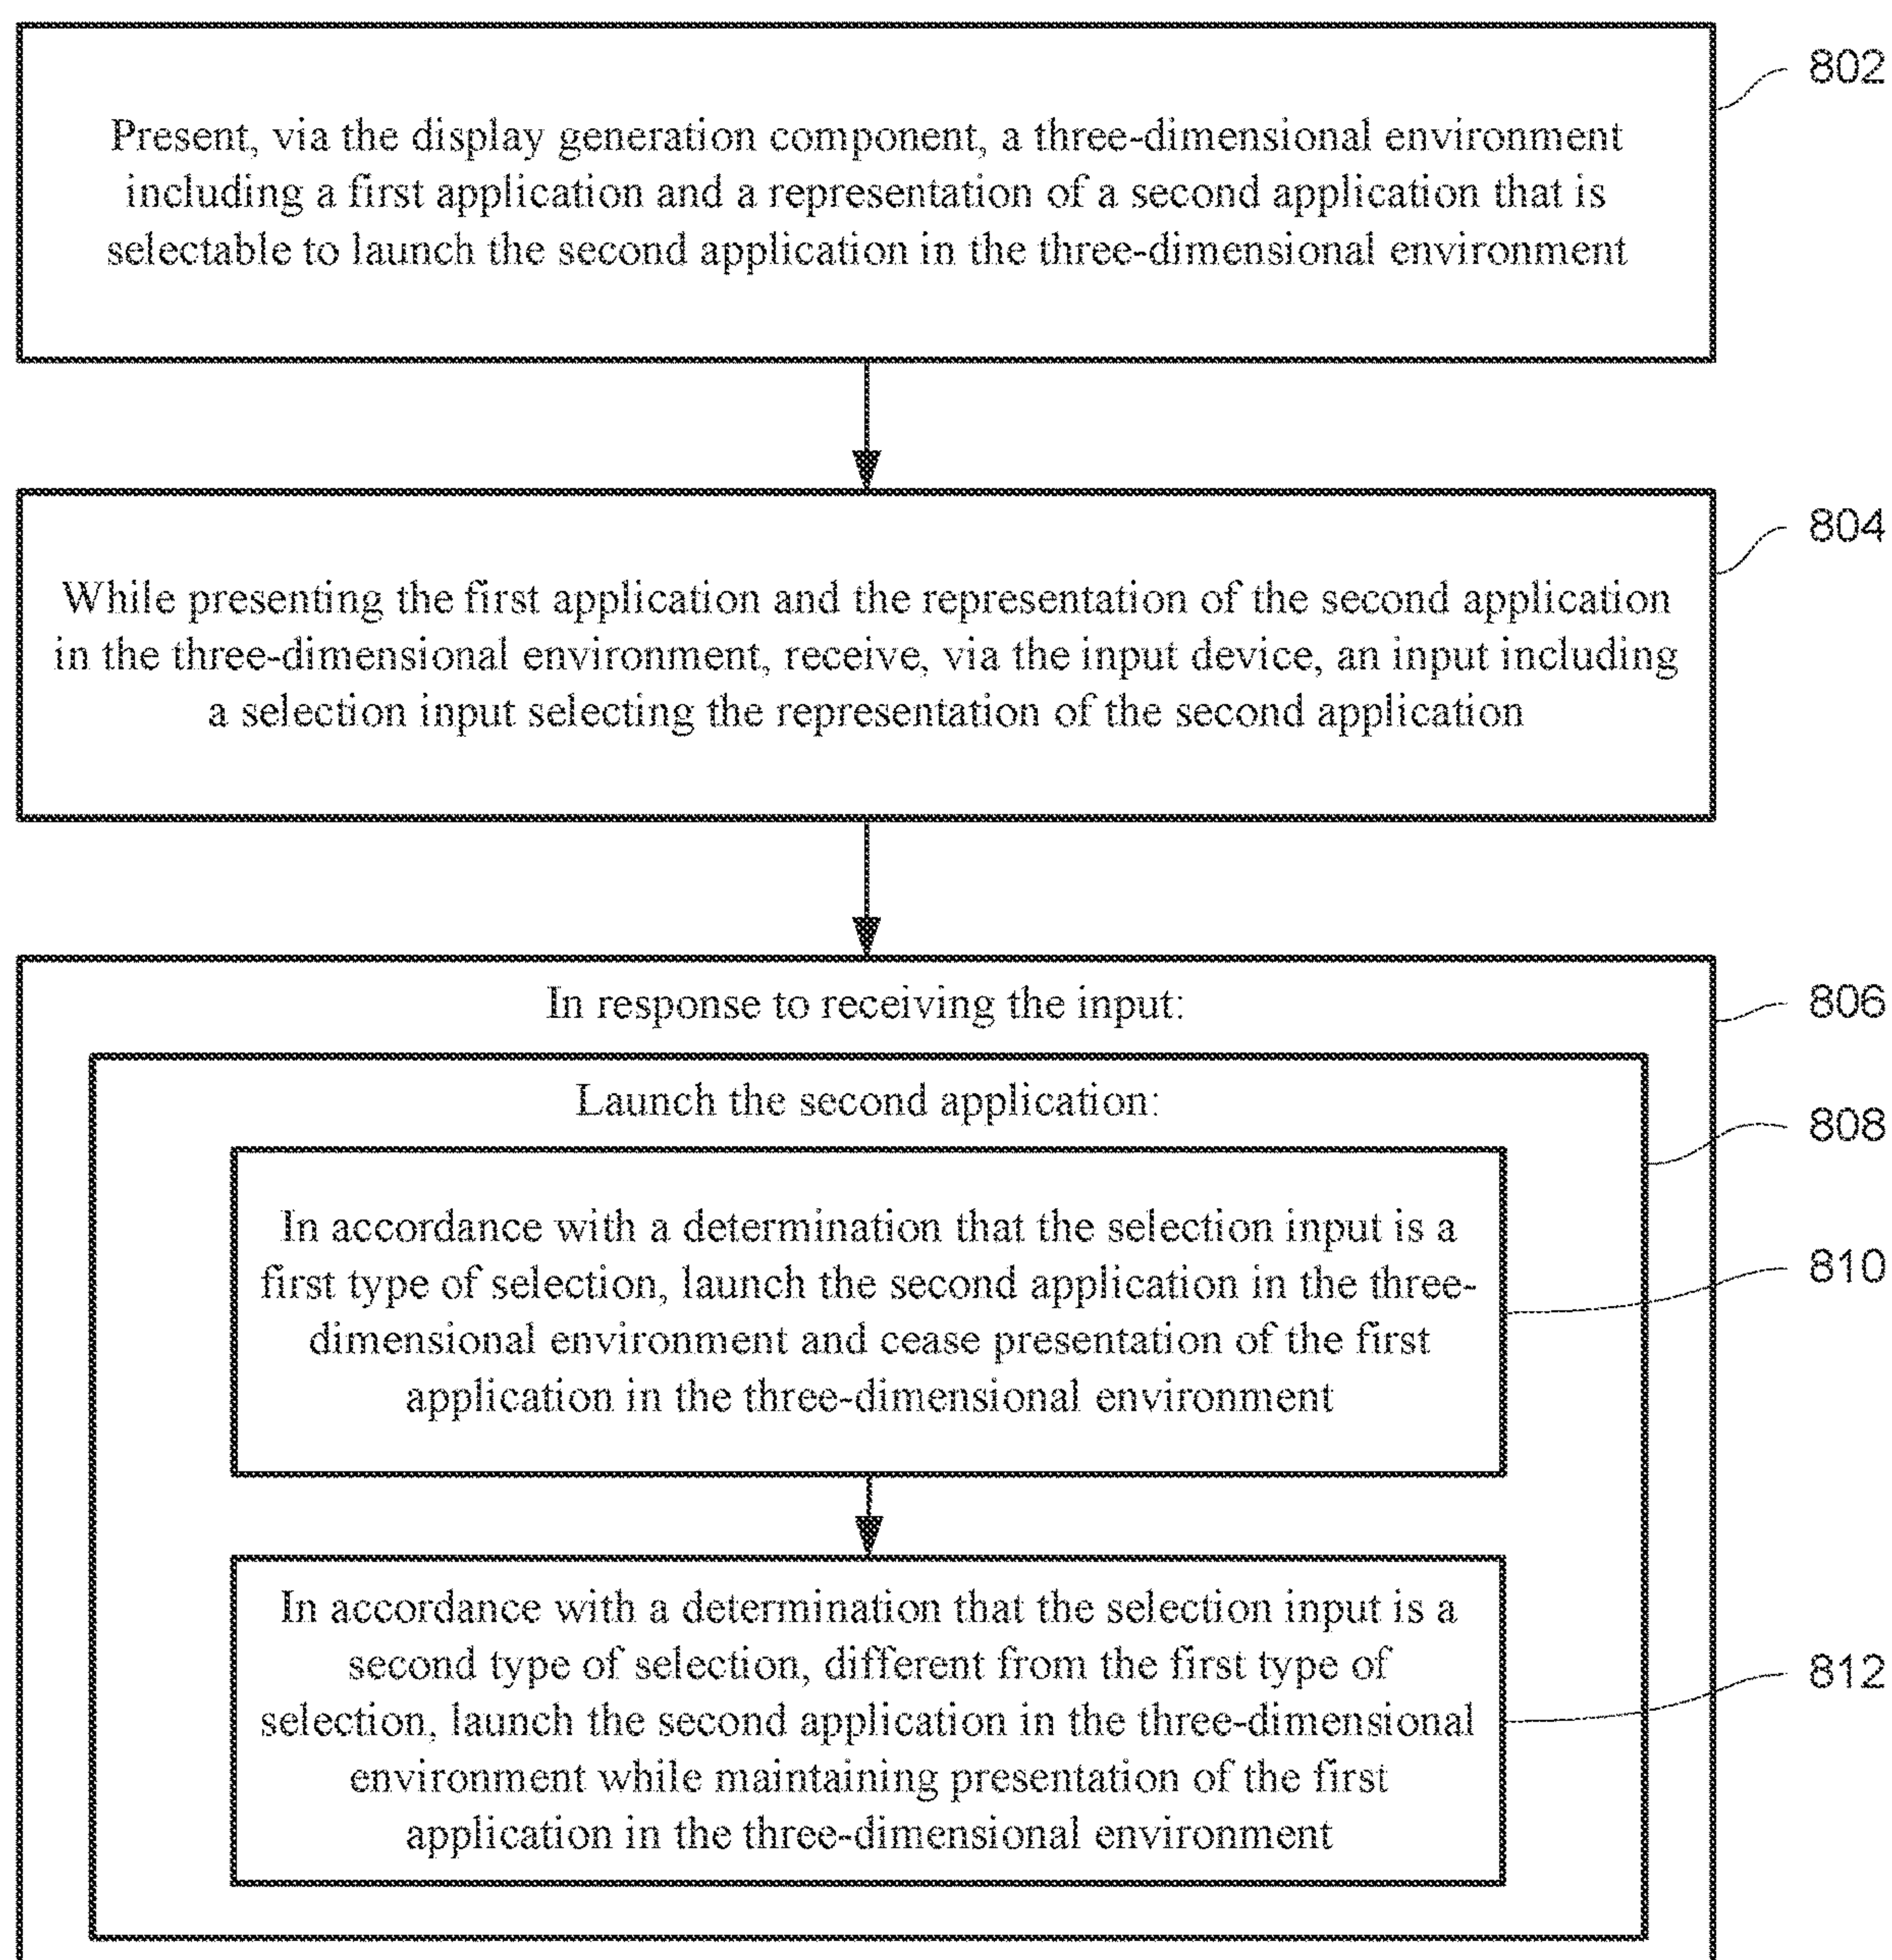 802
Present, via the display generation component, a three-dimensional environment
including a first application and a representation of a second application that is
selectable to launch the second application in the three-dimensional environment
804
While presenting the first application and the representation of the second application
in the three-dimensional environment, receive, via the input device, an input including
a selection input selecting the representation of the second application
In response to receiving the input:
806
Launch the second application:
808
In accordance with a determination that the selection input is a
first type of selection, launch the second application in the three-
dimensional environment and cease presentation of the first
application in the three-dimensional environment
810
In accordance with a determination that the selection input is a
second type of selection, different from the first type of
selection, launch the second application in the three-dimensional
environment while maintaining presentation of the first
application in the three-dimensional environment
812